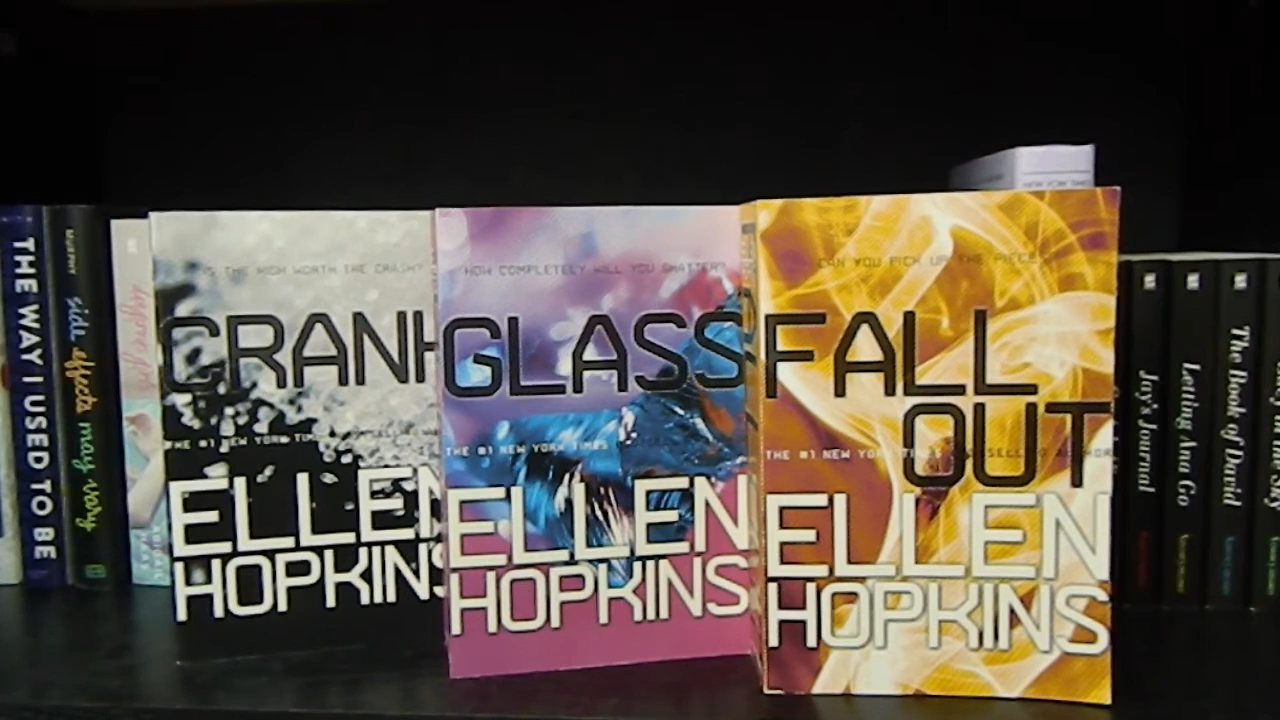 THE WAY I USED TO BE
MURPHY
side effects may vary
IS THE HIGH WORTH THE CRASH?
CRANK
THE #1 NEW YORK TIMES
ELLEN
HOPKINS
HOW COMPLETELY WILL YOU SHATTER?
GLASS
THE #1 NEW YORK TIMES
ELLEN
HOPKINS
CAN YOU PICK UP THE PIECES
FALL
OUT
THE #1 NEW YORK TIMES BESTSELLING AUTHOR
ELLEN
HOPKINS
Jay's Journal
Letting Ana Go
The Book of David